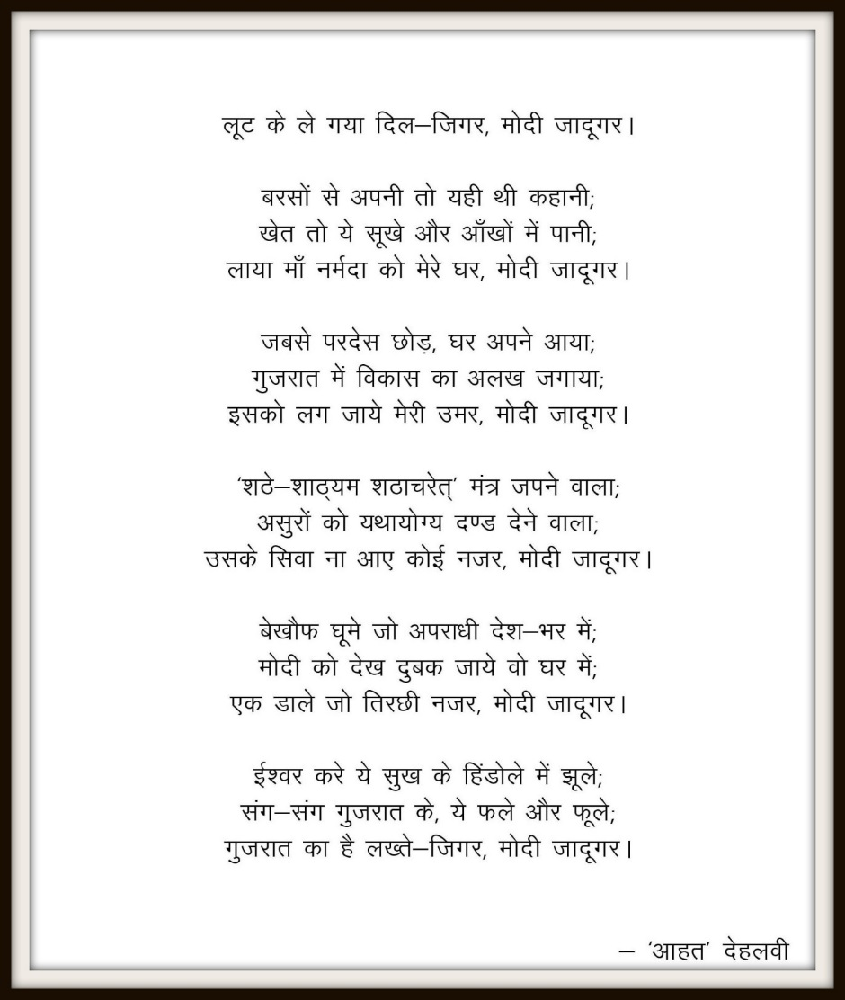 लूट के ले गया दिल–जिगर, मोदी जादूगर।
बरसों से अपनी तो यही थी कहानी;
खेत तो ये सूखे और आँखों में पानी;
लाया माँ नर्मदा को मेरे घर, मोदी जादूगर।
जबसे परदेस छोड़, घर अपने आया;
गुजरात में विकास का अलख जगाया;
इसको लग जाये मेरी उमर, मोदी जादूगर।
‘शठे–शाठ्यम शठाचरेत्’ मंत्र जपने वाला;
असुरों को यथायोग्य दण्ड देने वाला;
उसके सिवा ना आए कोई नजर, मोदी जादूगर।
बेखौफ घूमे जो अपराधी देश–भर में;
मोदी को देख दुबक जाये वो घर में;
एक डाले जो तिरछी नजर, मोदी जादूगर।
ईश्वर करे ये सुख के हिंडोले में झूले;
संग–संग गुजरात के, ये फले और फूले;
गुजरात का है लख्ते–जिगर, मोदी जादूगर।
– ‘आहत’ देहलवी